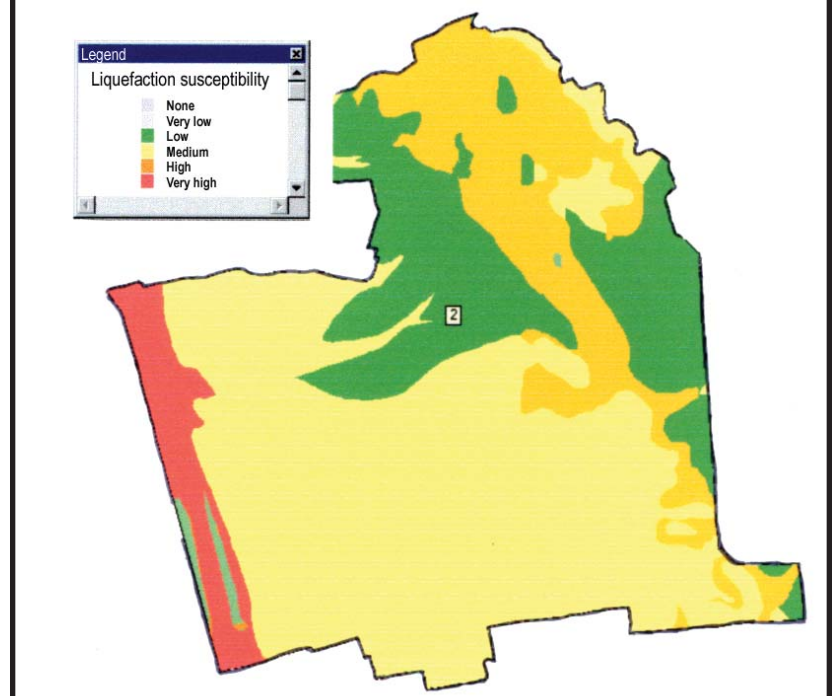 Legend
Liquefaction susceptibility
None
Very low
Low
Medium
High
Very high
2